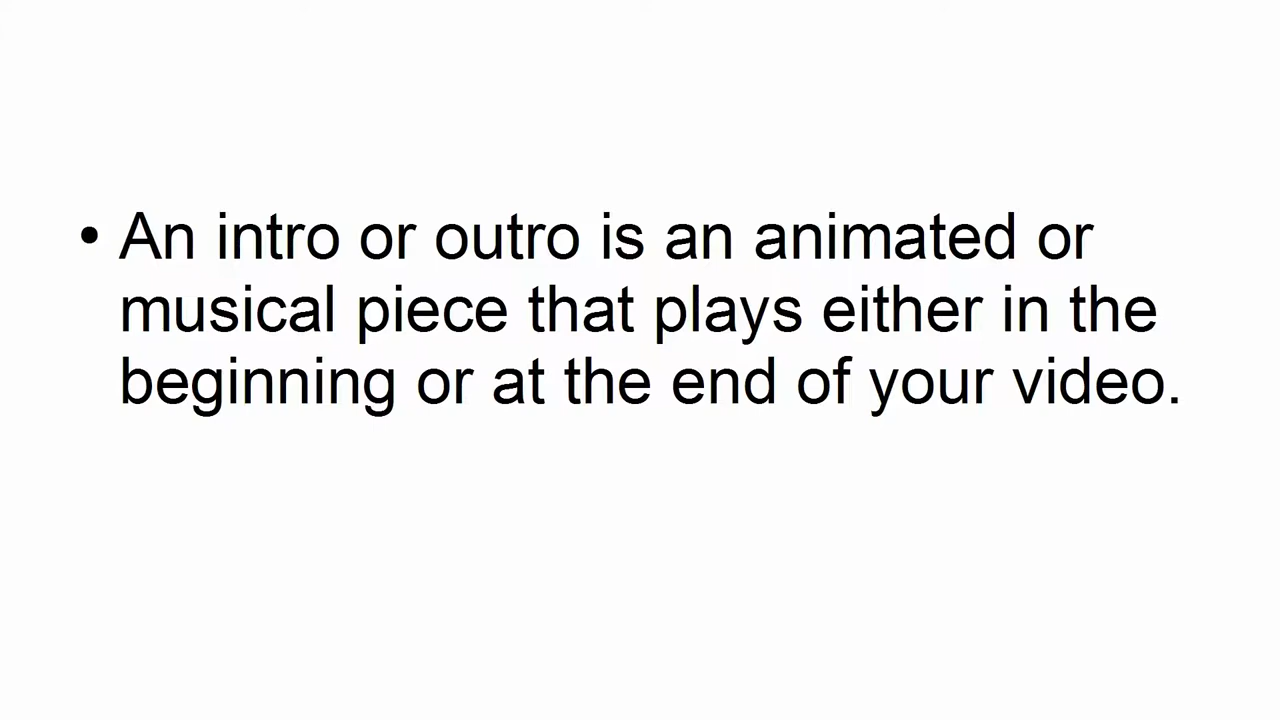 • An intro or outro is an animated or
musical piece that plays either in the
beginning or at the end of your video.